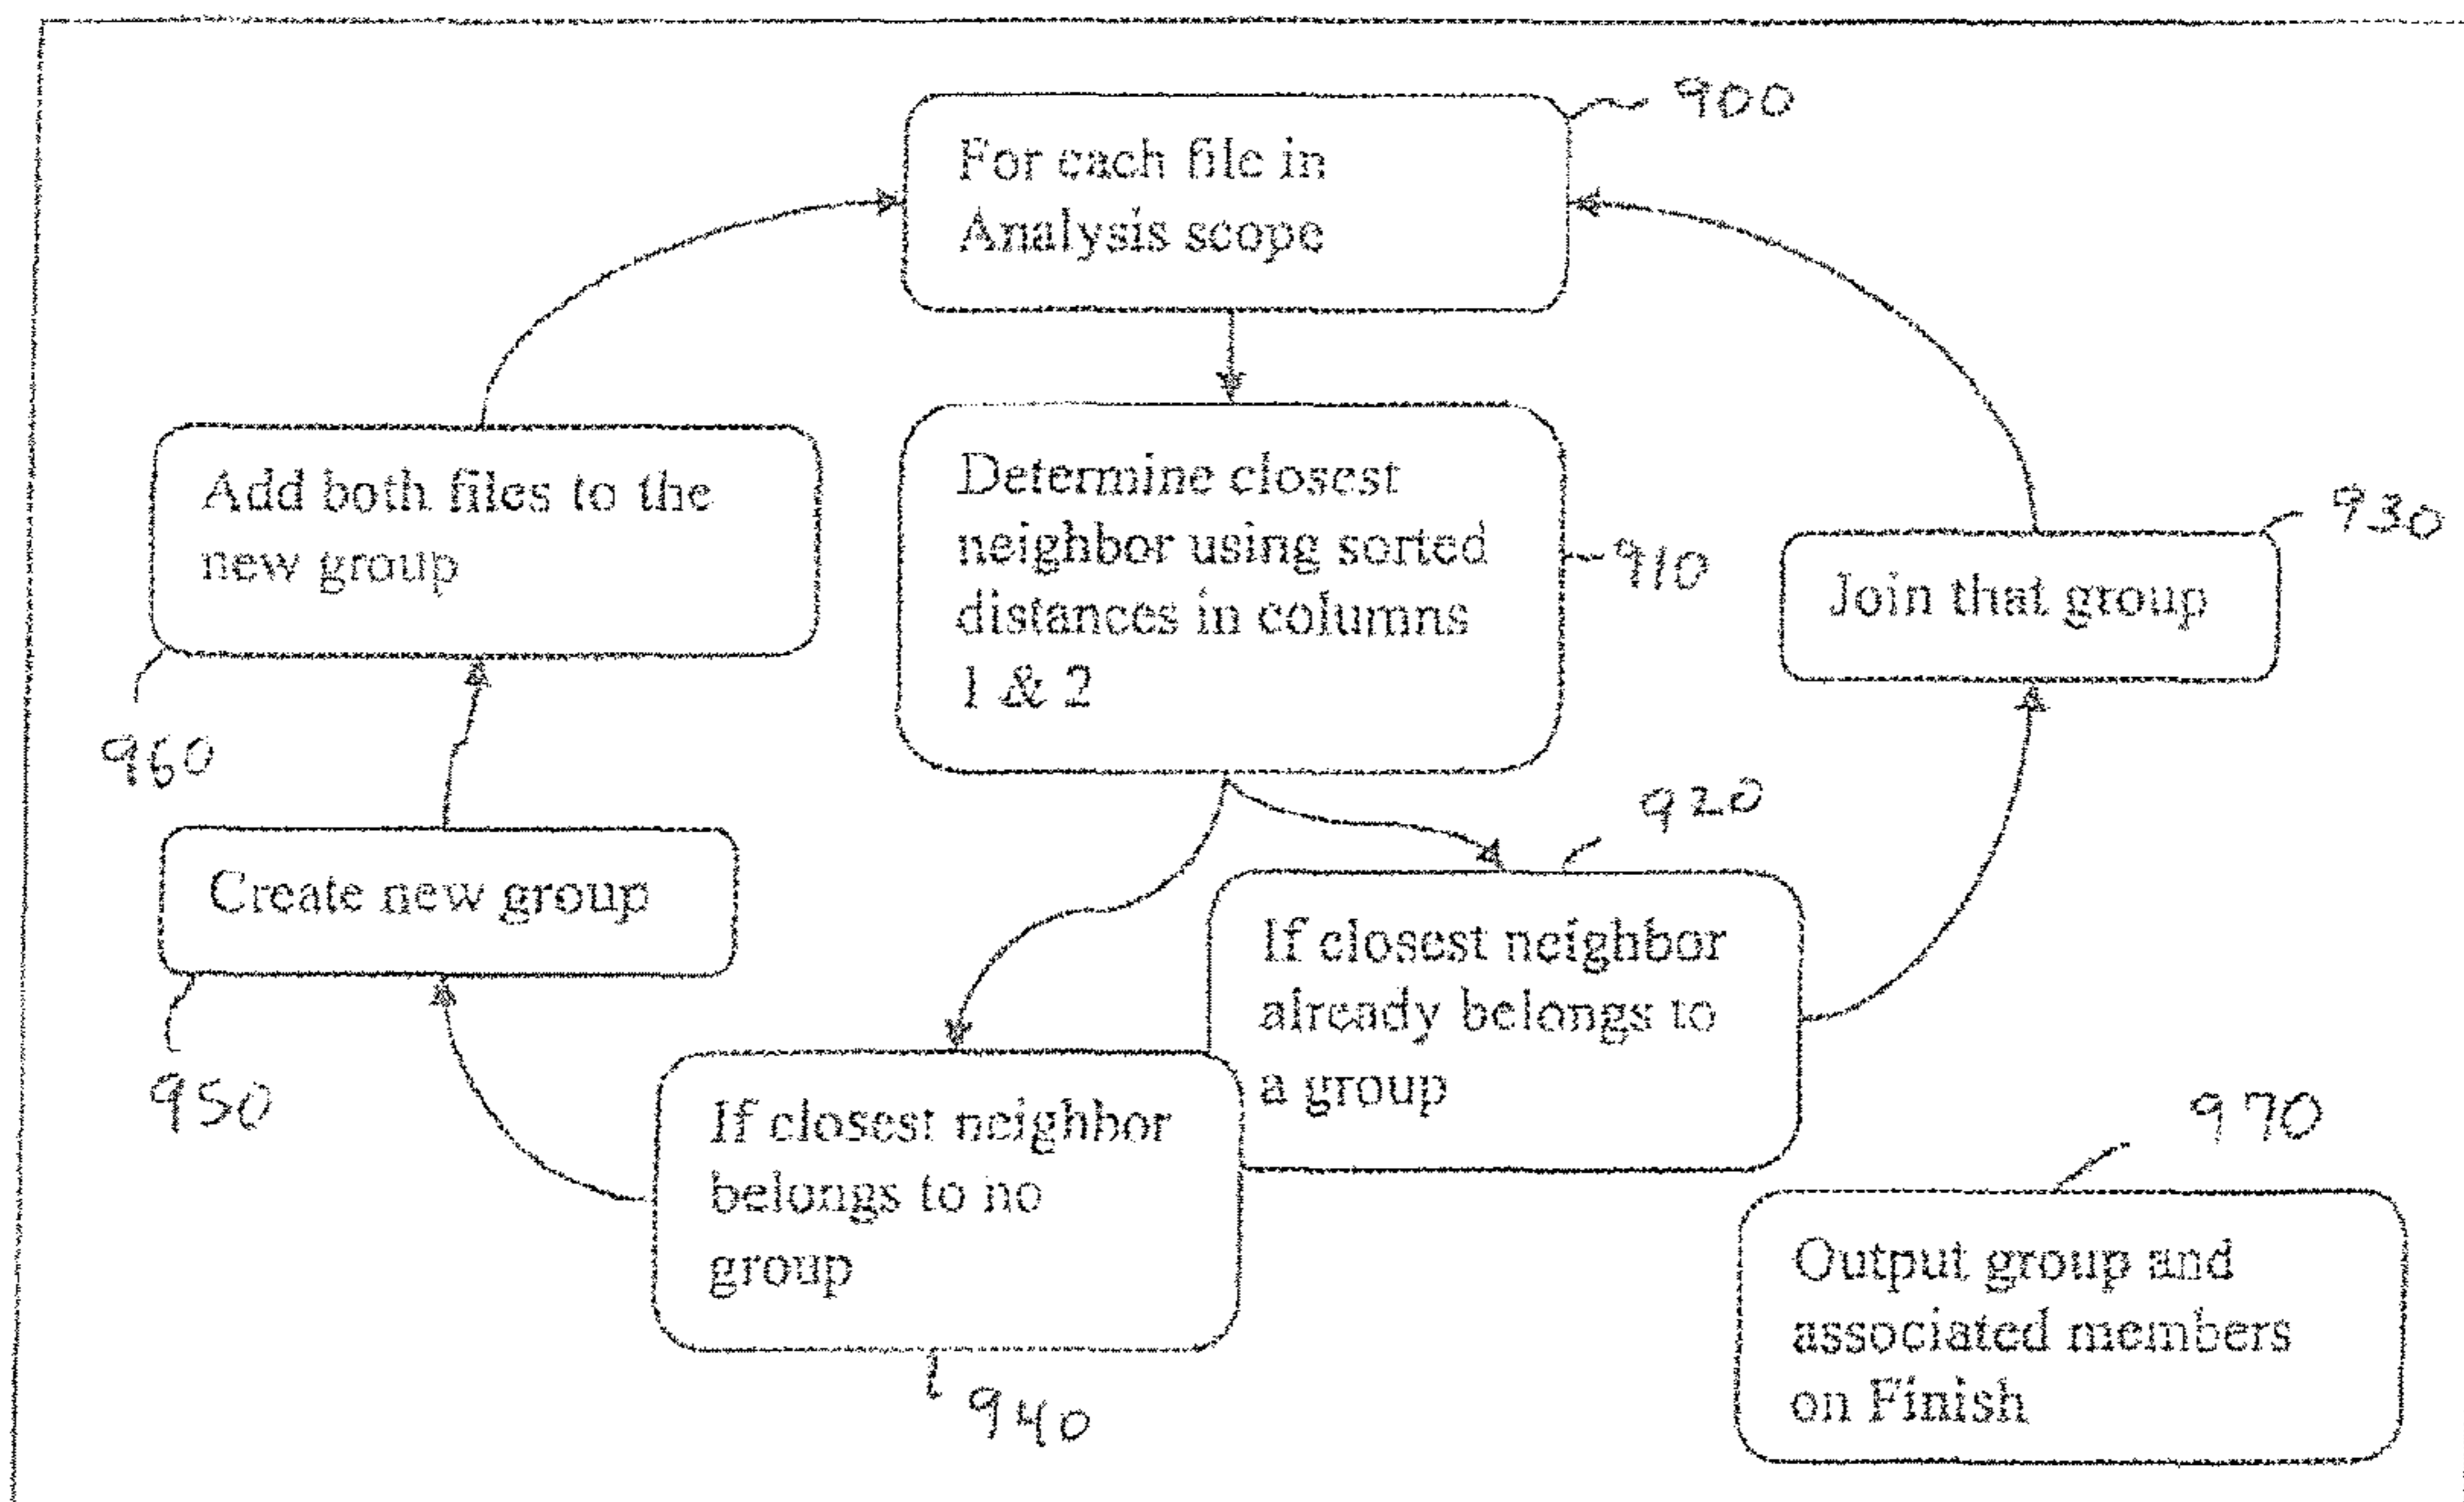 900
For each file in
Analysis scope
Determine closest
neighbor using sorted
distances in columns
1 & 2
910
Add both files to the
new group
960
Join that group
930
920
If closest neighbor
already belongs to
a group
Create new group
950
If closest neighbor
belongs to no
group
940
970
Output group and
associated members
on Finish